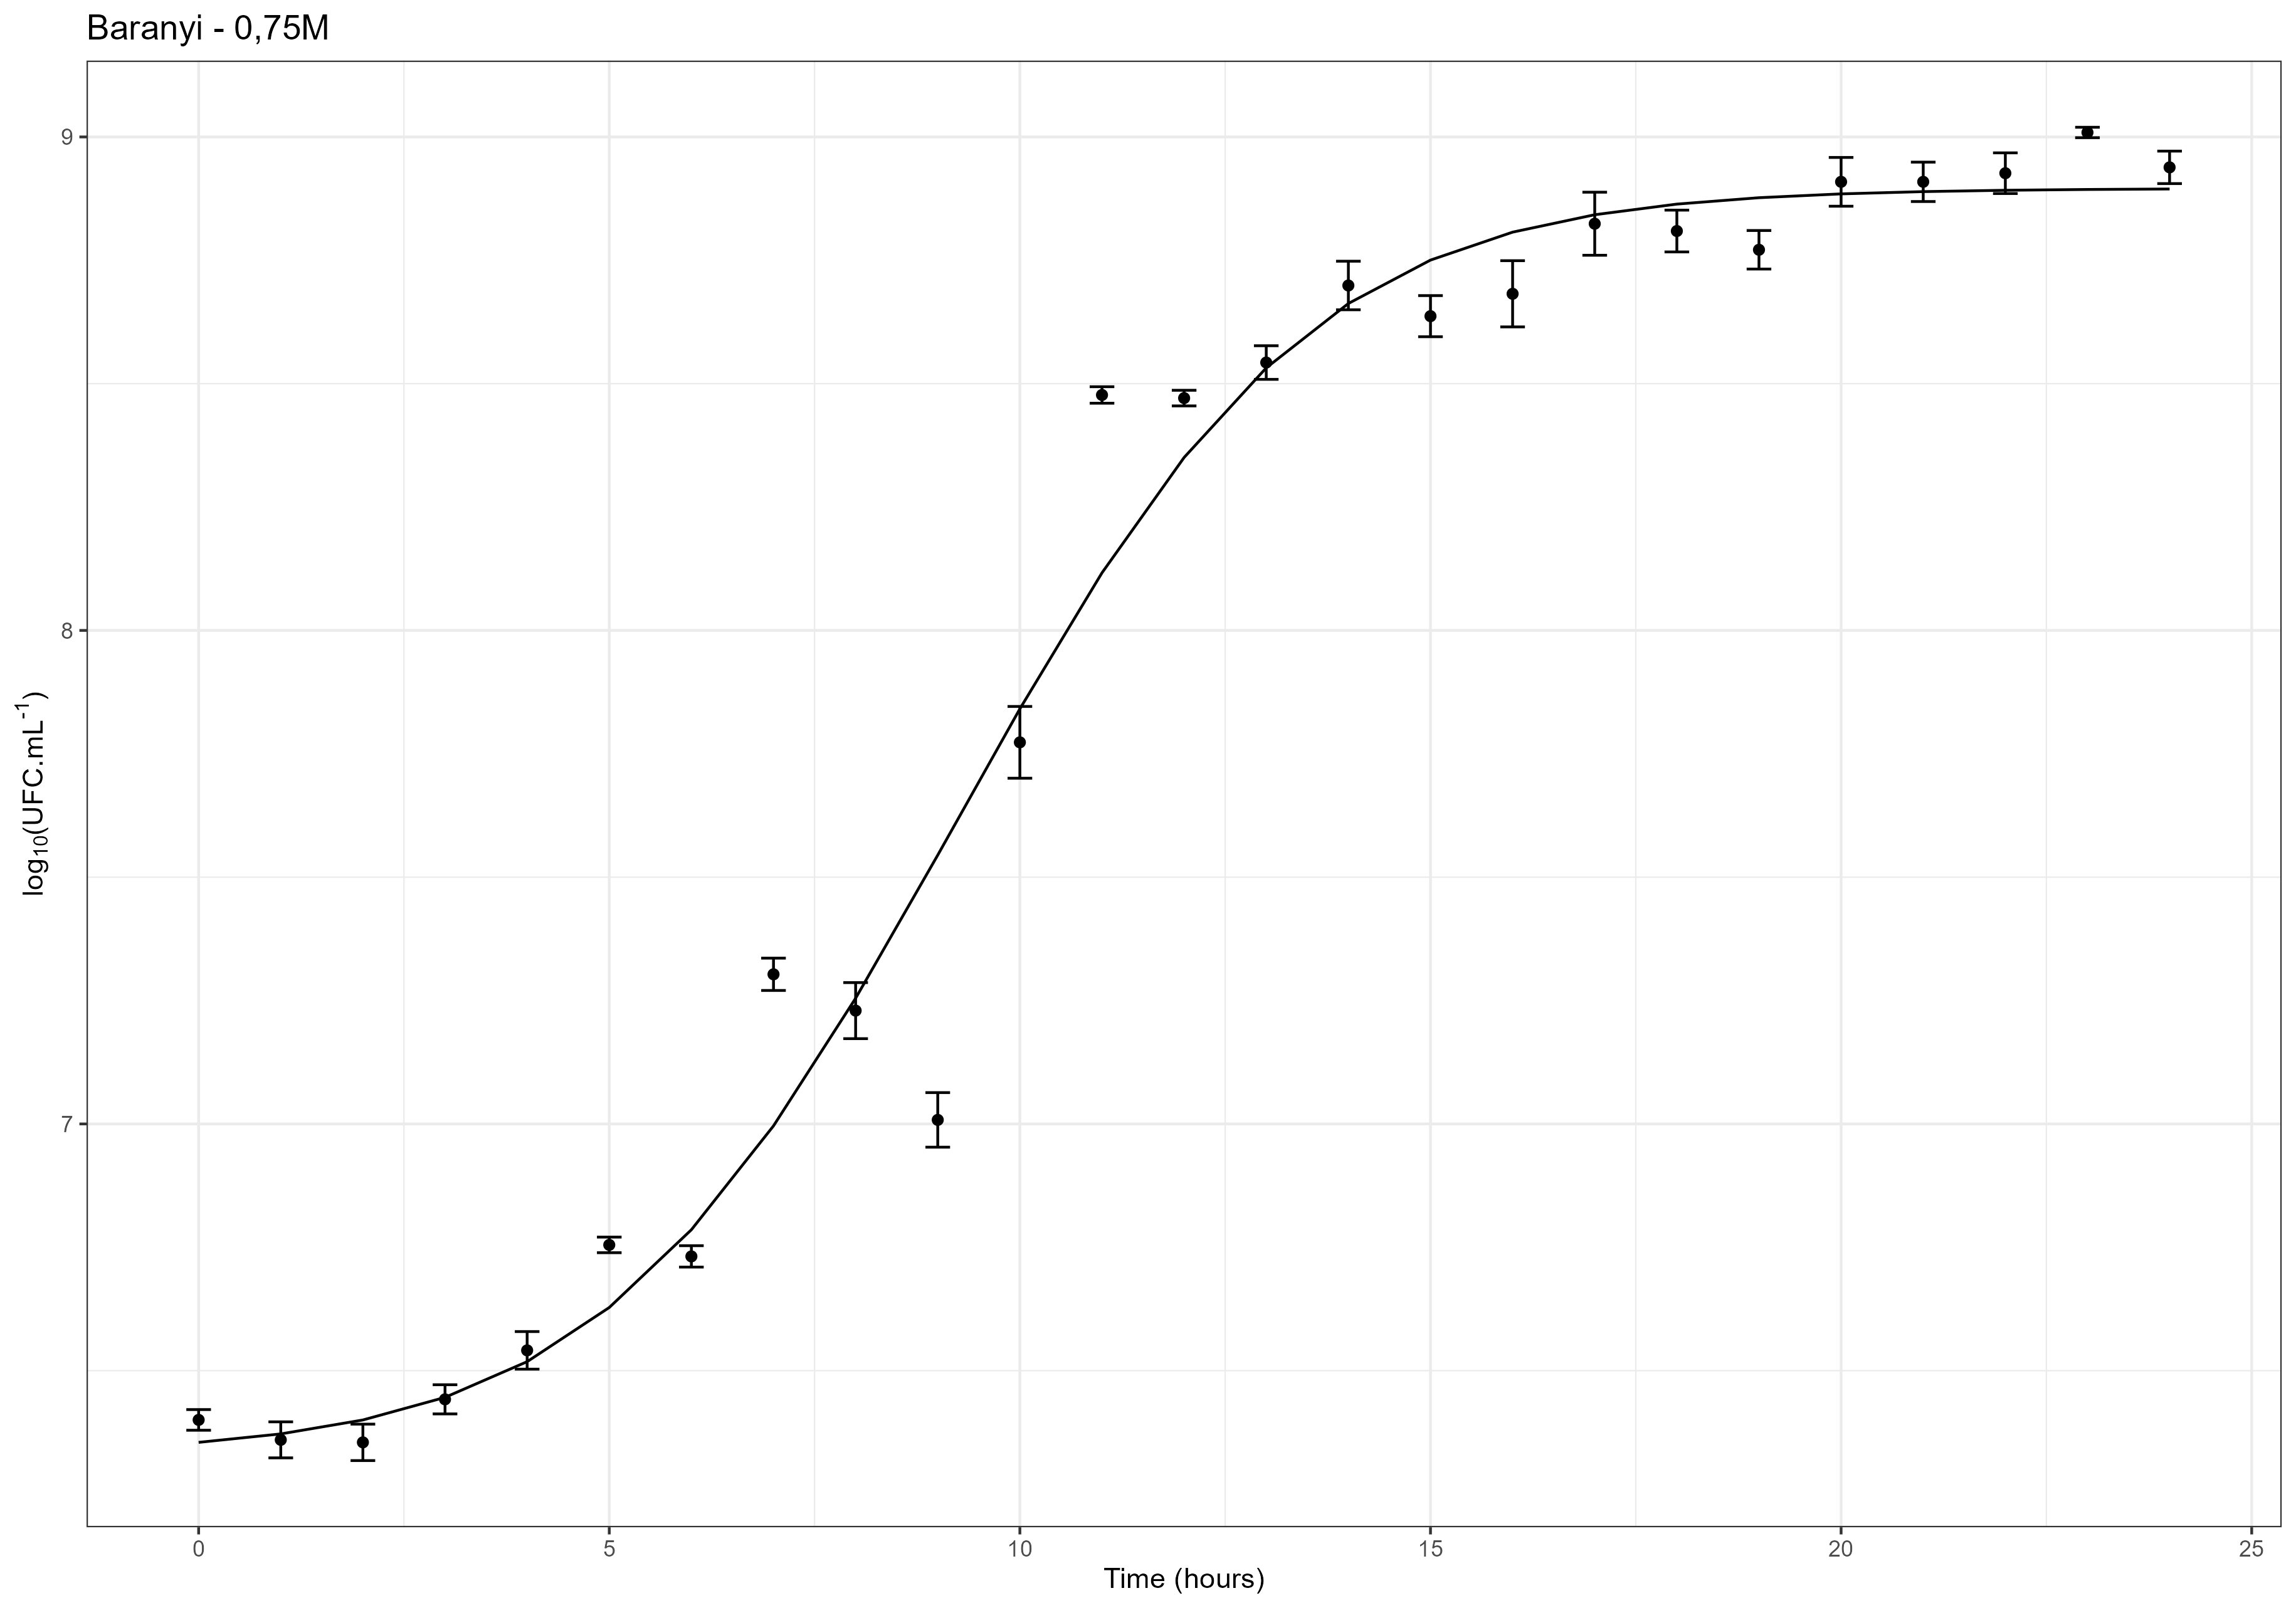 Baranyi - 0,75M
9
8
7
log₁₀(UFC.mL⁻¹)
0 5 10 15 20 25
Time (hours)